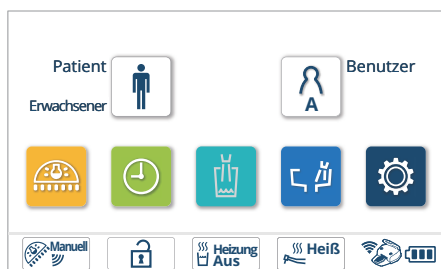 Patient
Erwachsener
A
Benutzer
Manuell
Heizung
Aus
Heiß